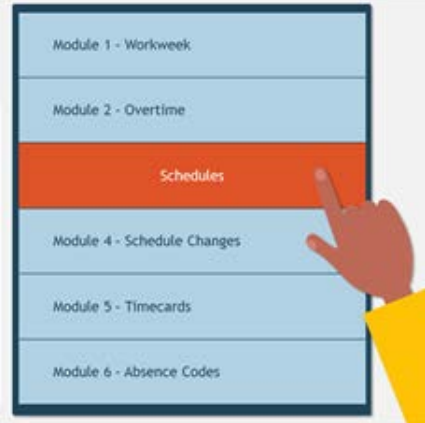 Module 1 - Workweek
Module 2 - Overtime
Schedules
Module 4 - Schedule Changes
Module 5 - Timecards
Module 6 - Absence Codes